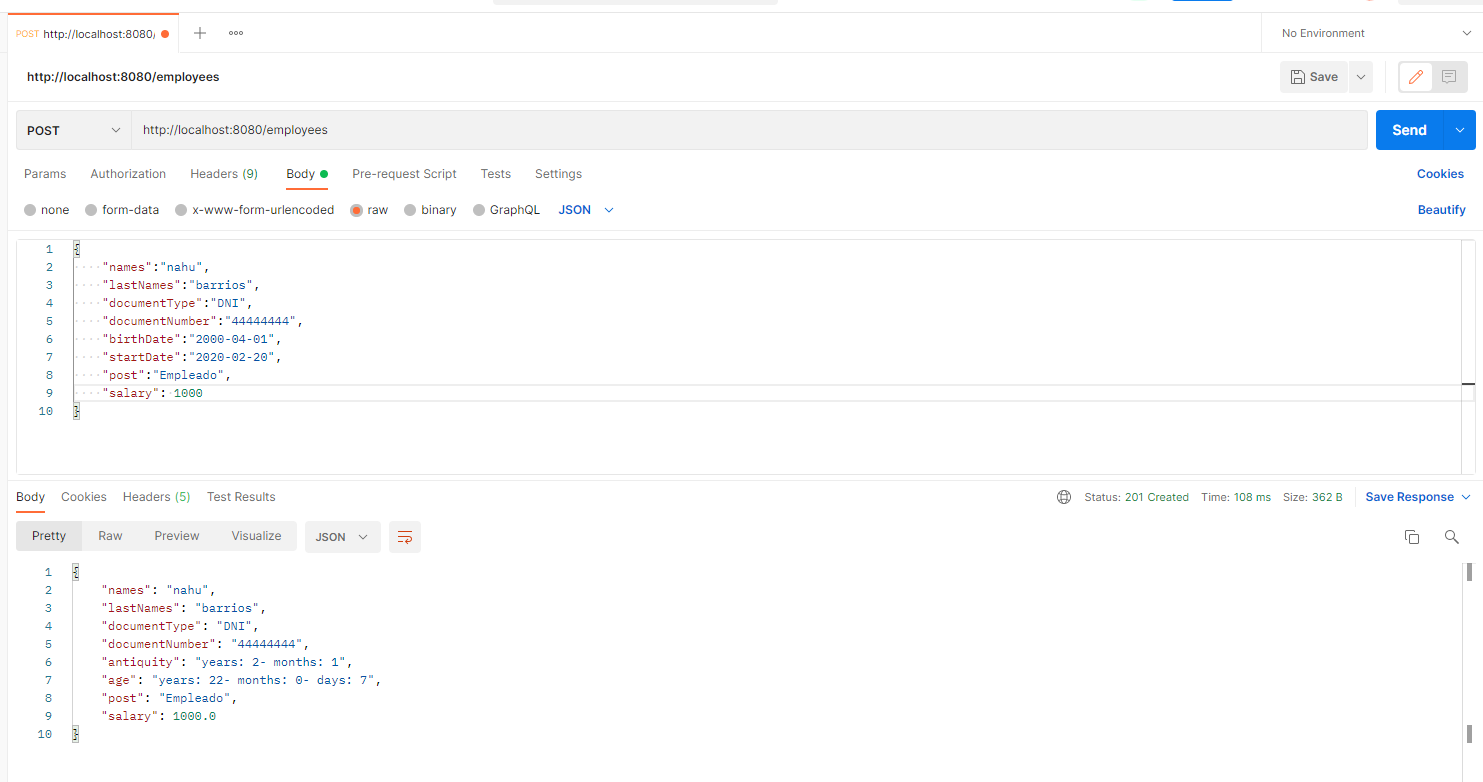 POST http://localhost:8080/
No Environment
http://localhost:8080/employees
Save
POST http://localhost:8080/employees Send
Params Authorization Headers (9) Body Pre-request Script Tests Settings Cookies
none form-data x-www-form-urlencoded raw binary GraphQL JSON Beautify
1 {
2 "names":"nahu",
3 "lastNames":"barrios",
4 "documentType":"DNI",
5 "documentNumber":"44444444",
6 "birthDate":"2000-04-01",
7 "startDate":"2020-02-20",
8 "post":"Empleado",
9 "salary": 1000
10 }
Body Cookies Headers (5) Test Results Status: 201 Created Time: 108 ms Size: 362 B Save Response
Pretty Raw Preview Visualize JSON
1 {
2 "names": "nahu",
3 "lastNames": "barrios",
4 "documentType": "DNI",
5 "documentNumber": "44444444",
6 "antiquity": "years: 2- months: 1",
7 "age": "years: 22- months: 0- days: 7",
8 "post": "Empleado",
9 "salary": 1000.0
10 }